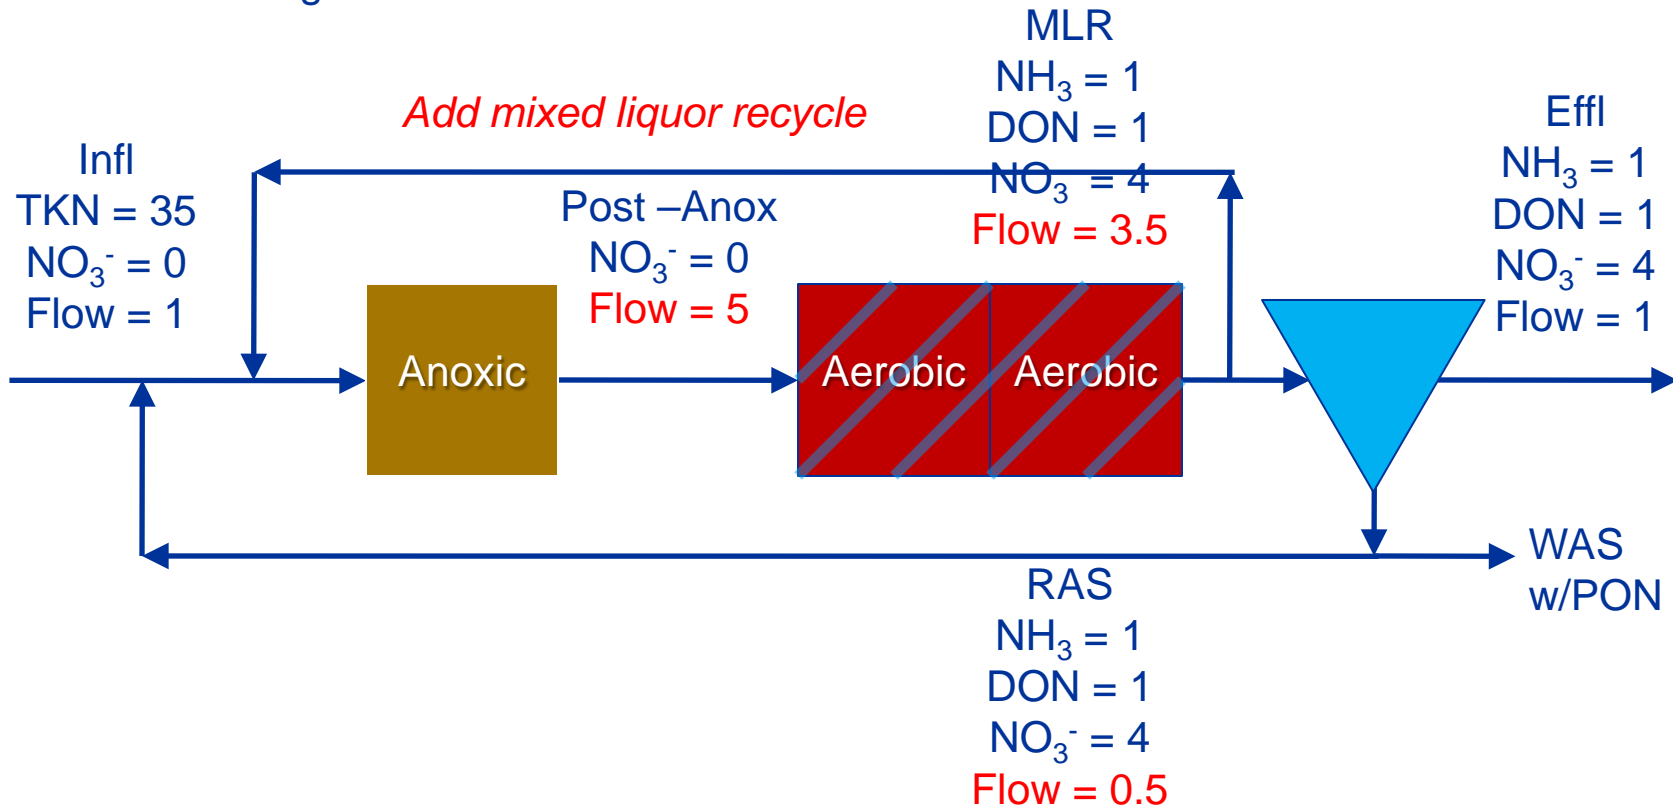 MLR
NH₃ = 1
DON = 1
NO₃ = 4
Flow = 3.5
Add mixed liquor recycle
Infl
TKN = 35
NO₃⁻ = 0
Flow = 1
Post –Anox
NO₃⁻ = 0
Flow = 5
Effl
NH₃ = 1
DON = 1
NO₃⁻ = 4
Flow = 1
Anoxic
Aerobic
Aerobic
WAS
w/PON
RAS
NH₃ = 1
DON = 1
NO₃⁻ = 4
Flow = 0.5